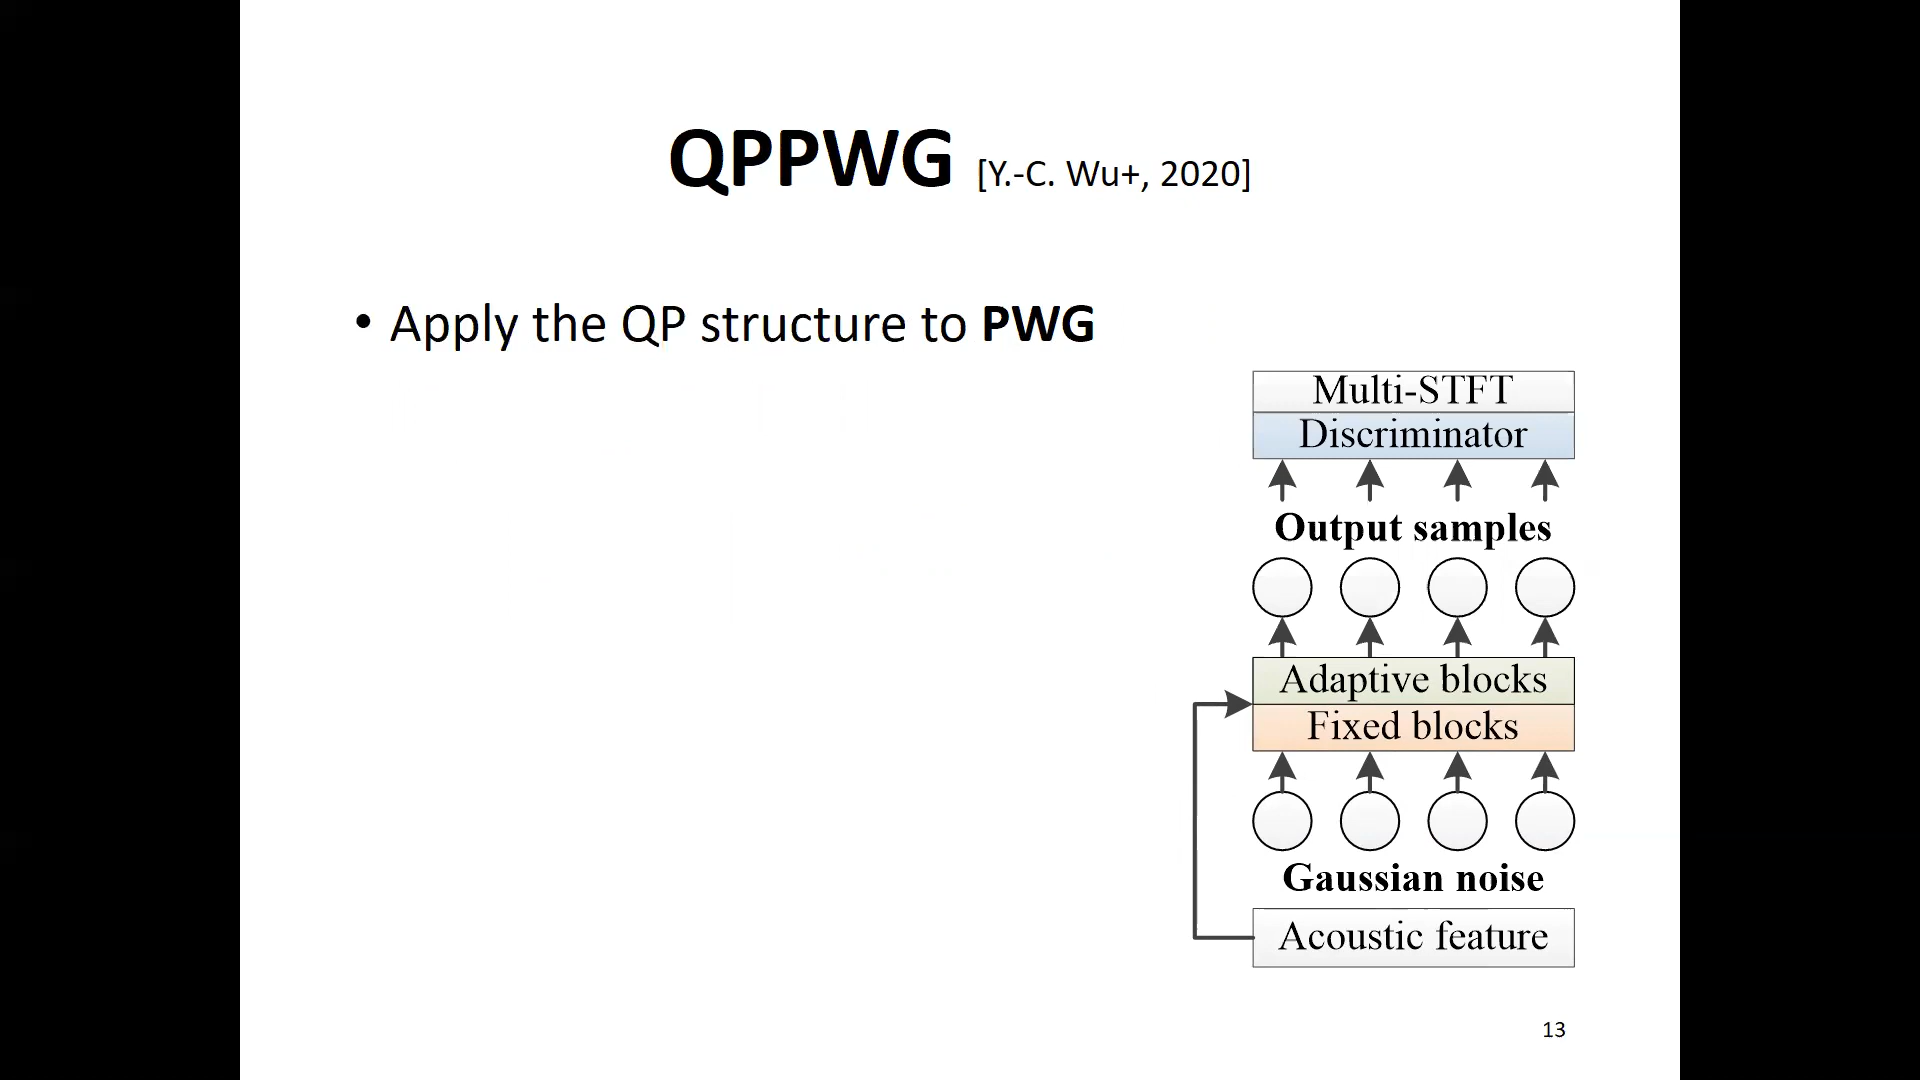 QPPWG [Y.-C. Wu+, 2020]
• Apply the QP structure to PWG
Multi-STFT
Discriminator
Output samples
Adaptive blocks
Fixed blocks
Gaussian noise
Acoustic feature
13